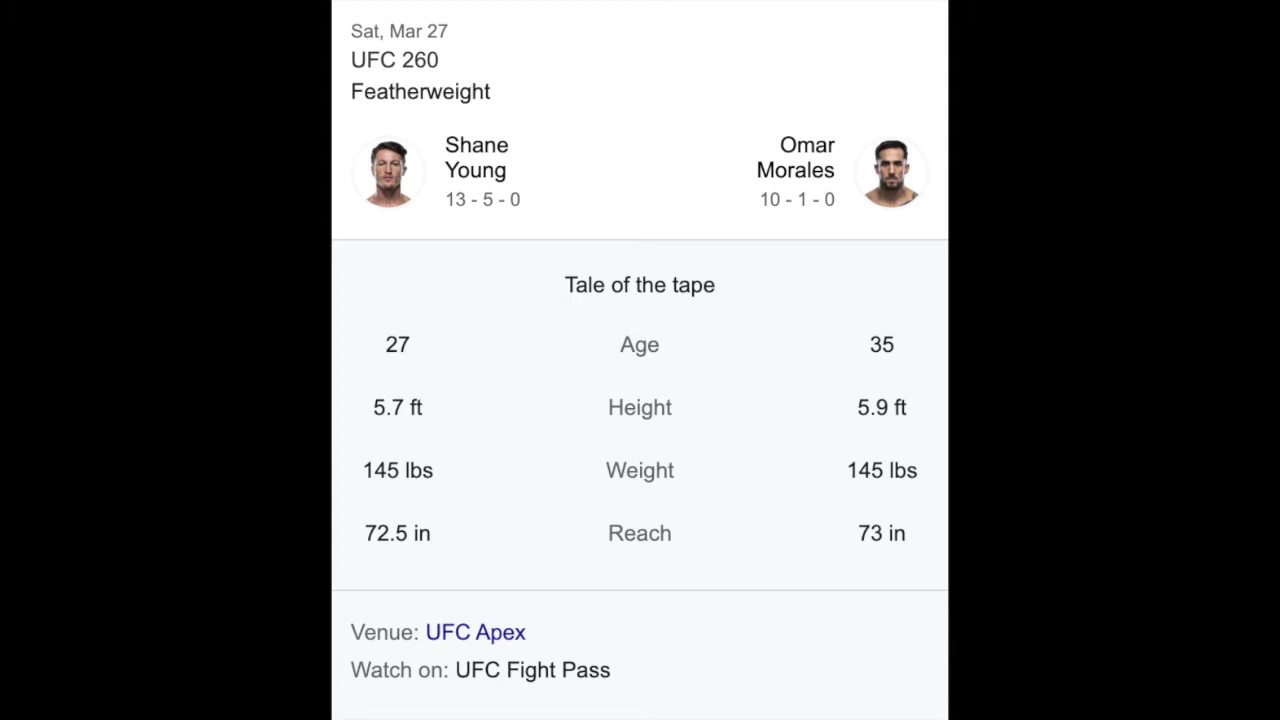 Sat, Mar 27
UFC 260
Featherweight
Shane
Young
13 - 5 - 0
Omar
Morales
10 - 1 - 0
Tale of the tape
27 Age 35
5.7 ft Height 5.9 ft
145 lbs Weight 145 lbs
72.5 in Reach 73 in
Venue: UFC Apex
Watch on: UFC Fight Pass